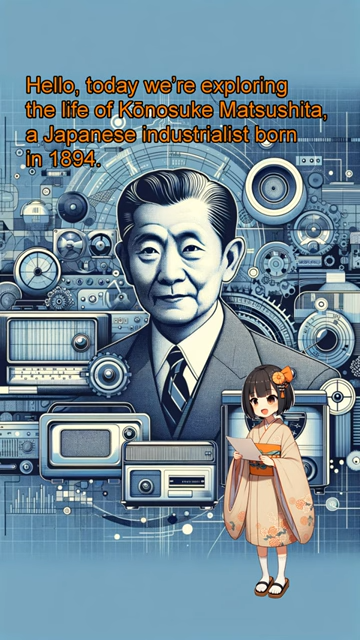 Hello, today we're exploring
the life of Kōnosuke Matsushita,
a Japanese industrialist born
in 1894.